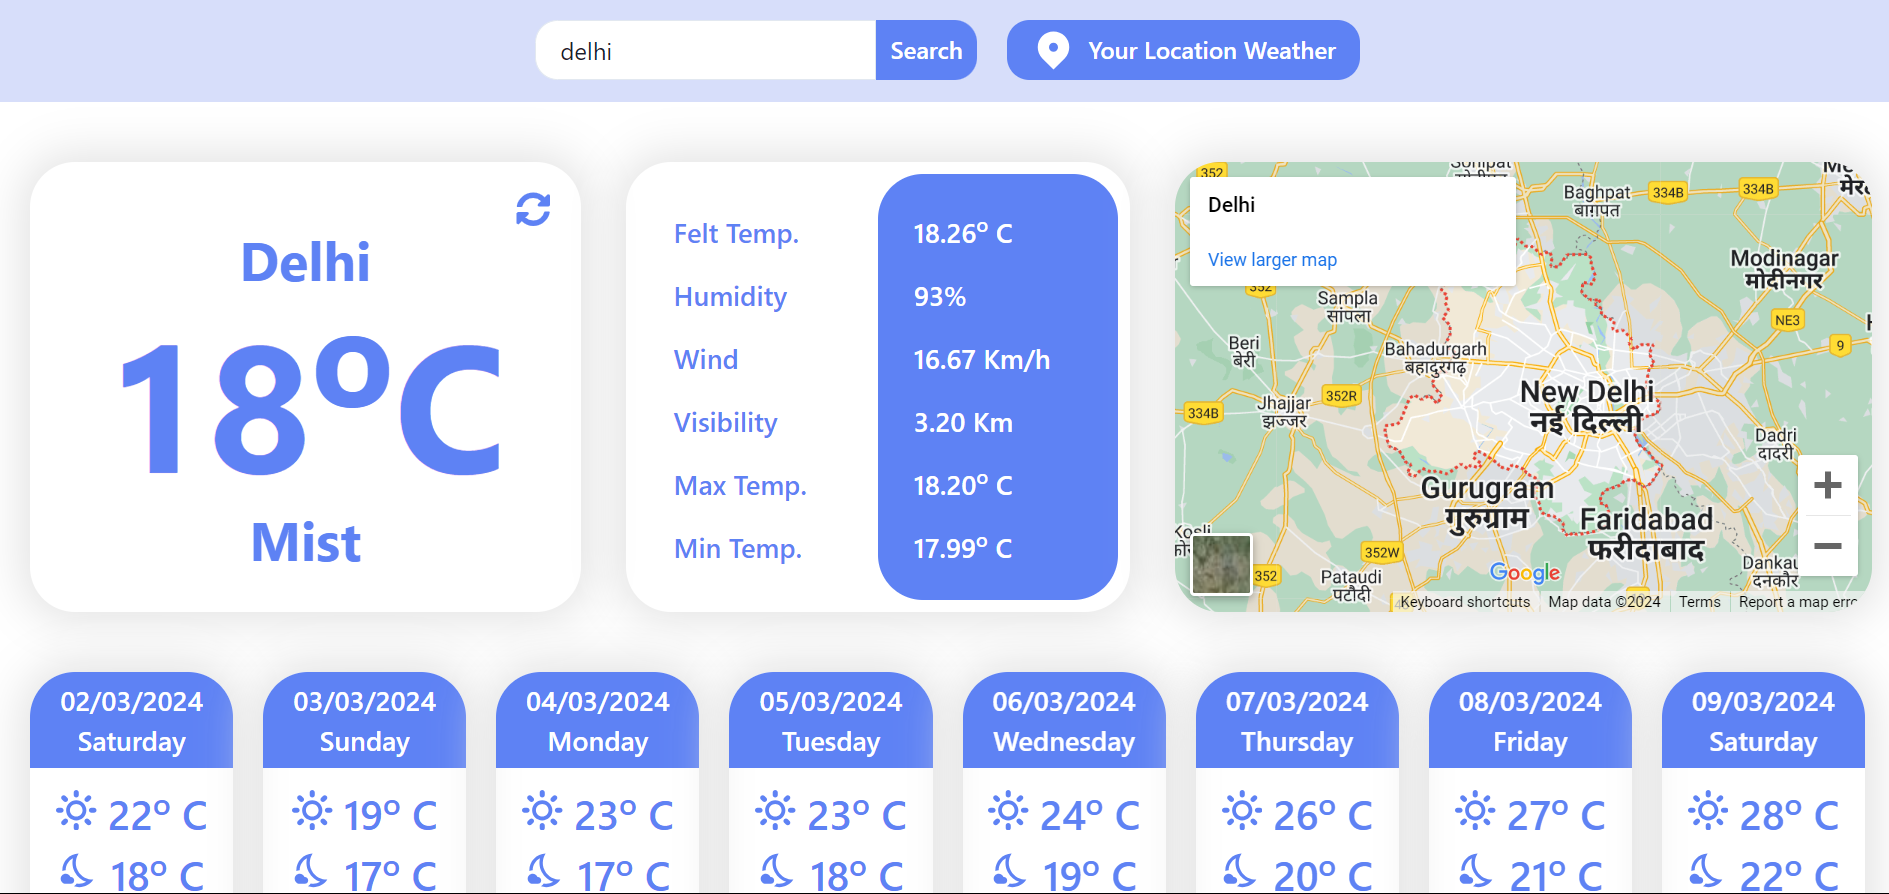 delhi
Search
Your Location Weather
Delhi
18°C
Mist
Felt Temp. 18.26° C
Humidity 93%
Wind 16.67 Km/h
Visibility 3.20 Km
Max Temp. 18.20° C
Min Temp. 17.99° C
Delhi
View larger map
352
Baghpat
बाग़पत
334B
334B
Modinagar
मोदीनगर
352
Sampla
सांपला
NE3
Beri
बेरी
Bahadurgarh
बहादुरगढ़
9
New Delhi
नई दिल्ली
352R
Jhajjar
झज्जर
334B
Dadri
दादरी
Gurugram
गुरुग्राम
Faridabad
फरीदाबाद
Kosli
352W
352
Pataudi
पटौदी
Google
दनकौर
Keyboard shortcuts
Map data ©2024
Terms
Report a map
02/03/2024
Saturday
22° C
18° C
03/03/2024
Sunday
19° C
17° C
04/03/2024
Monday
23° C
17° C
05/03/2024
Tuesday
23° C
18° C
06/03/2024
Wednesday
24° C
19° C
07/03/2024
Thursday
26° C
20° C
08/03/2024
Friday
27° C
21° C
09/03/2024
Saturday
28° C
22° C